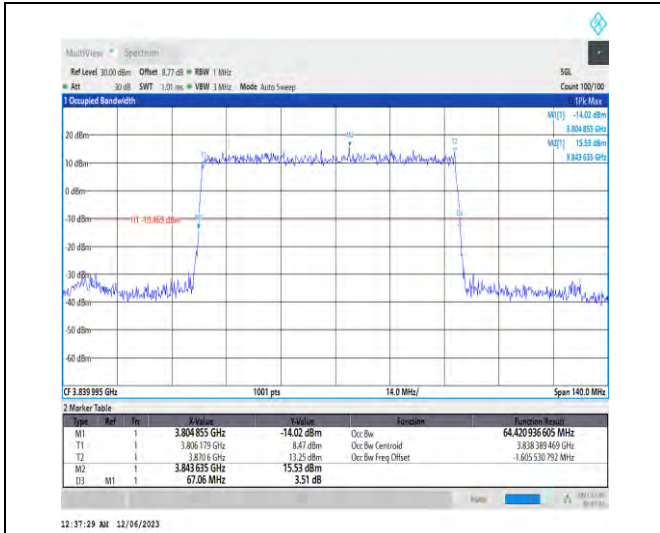 MultiView Spectrum
Ref Level 30.00 dBm Offset 8.77 dB RBW 1 MHz SGL
Att 30 dB SWT 1.01 ms VBW 3 MHz Mode Auto Sweep Count 100/100
1 Occupied Bandwidth 1Pk Max
M1[1] -14.02 dBm
3.804 855 GHz
M2[1] 15.53 dBm
3.843 635 GHz
M2
T1
T2
20 dBm
10 dBm
0 dBm
-10 dBm
H1 -10.469 dBm
M1
-20 dBm
-30 dBm
-40 dBm
-50 dBm
-60 dBm
CF 3.839 995 GHz 1001 pts 14.0 MHz/ Span 140.0 MHz
2 Marker Table
Type Ref Trc X-Value Y-Value Function Function Result
M1 1 3.804 855 GHz -14.02 dBm Occ Bw 64.420 936 605 MHz
T1 1 3.806 179 GHz 8.47 dBm Occ Bw Centroid 3.838 389 469 GHz
T2 1 3.870 6 GHz 13.25 dBm Occ Bw Freq Offset -1.605 530 792 MHz
M2 1 3.843 635 GHz 15.53 dBm
D3 M1 1 67.06 MHz 3.51 dB
12:37:29 AM 12/06/2023